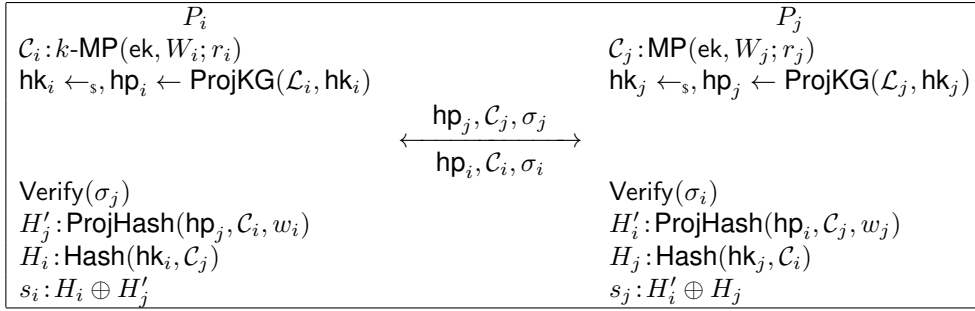 P_i P_j
C_i : k-MP(ek, W_i; r_i) C_j : MP(ek, W_j; r_j)
hk_i ←_$, hp_i ← ProjKG(L_i, hk_i) hk_j ←_$, hp_j ← ProjKG(L_j, hk_j)
hp_j, C_j, σ_j
hp_i, C_i, σ_i
Verify(σ_j) Verify(σ_i)
H'_j : ProjHash(hp_j, C_i, w_i) H'_i : ProjHash(hp_i, C_j, w_j)
H_i : Hash(hk_i, C_j) H_j : Hash(hk_j, C_i)
s_i : H_i ⊕ H'_j s_j : H'_i ⊕ H_j